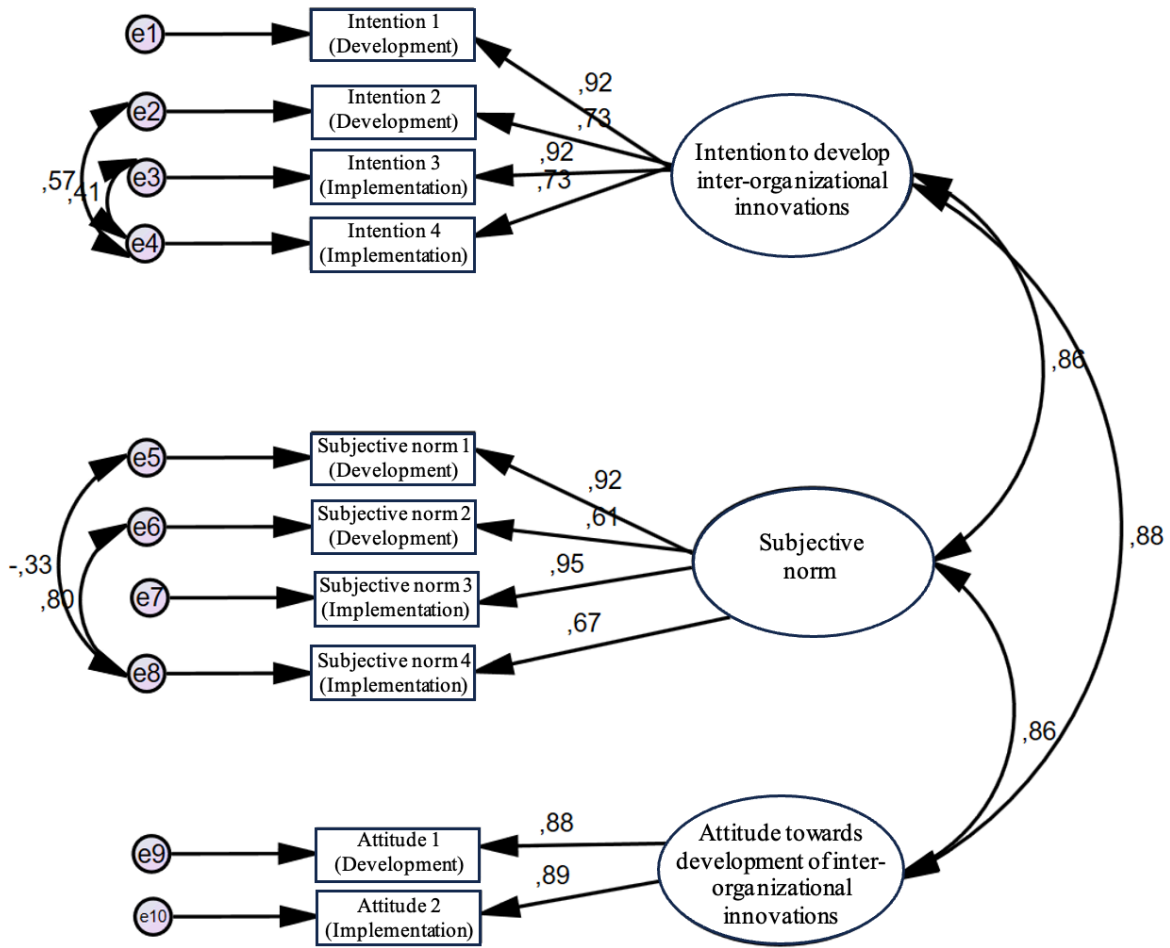 e1
Intention 1
(Development)
,92
e2
Intention 2
(Development)
,73
Intention to develop
inter-organizational
innovations
e3
Intention 3
(Implementation)
,92
,57
,41
,73
e4
Intention 4
(Implementation)
,86
e5
Subjective norm 1
(Development)
,92
e6
Subjective norm 2
(Development)
,61
Subjective
norm
,88
-,33
,80
e7
Subjective norm 3
(Implementation)
,95
,67
e8
Subjective norm 4
(Implementation)
,86
e9
Attitude 1
(Development)
,88
Attitude towards
development of inter-
organizational
innovations
,89
e10
Attitude 2
(Implementation)